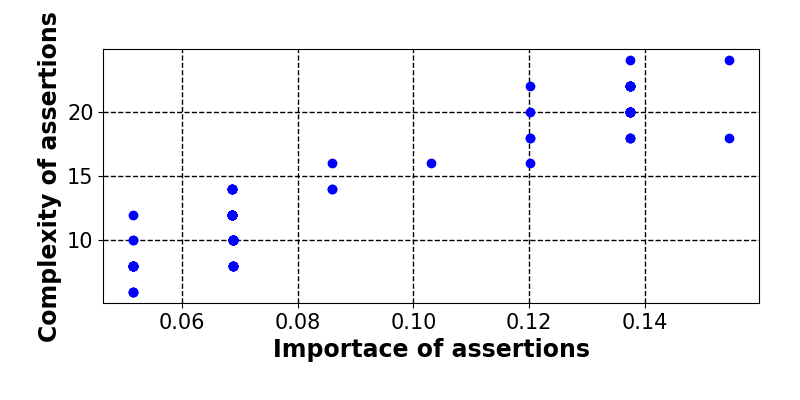 Complexity of assertions
20
15
10
0.06 0.08 0.10 0.12 0.14
Importace of assertions